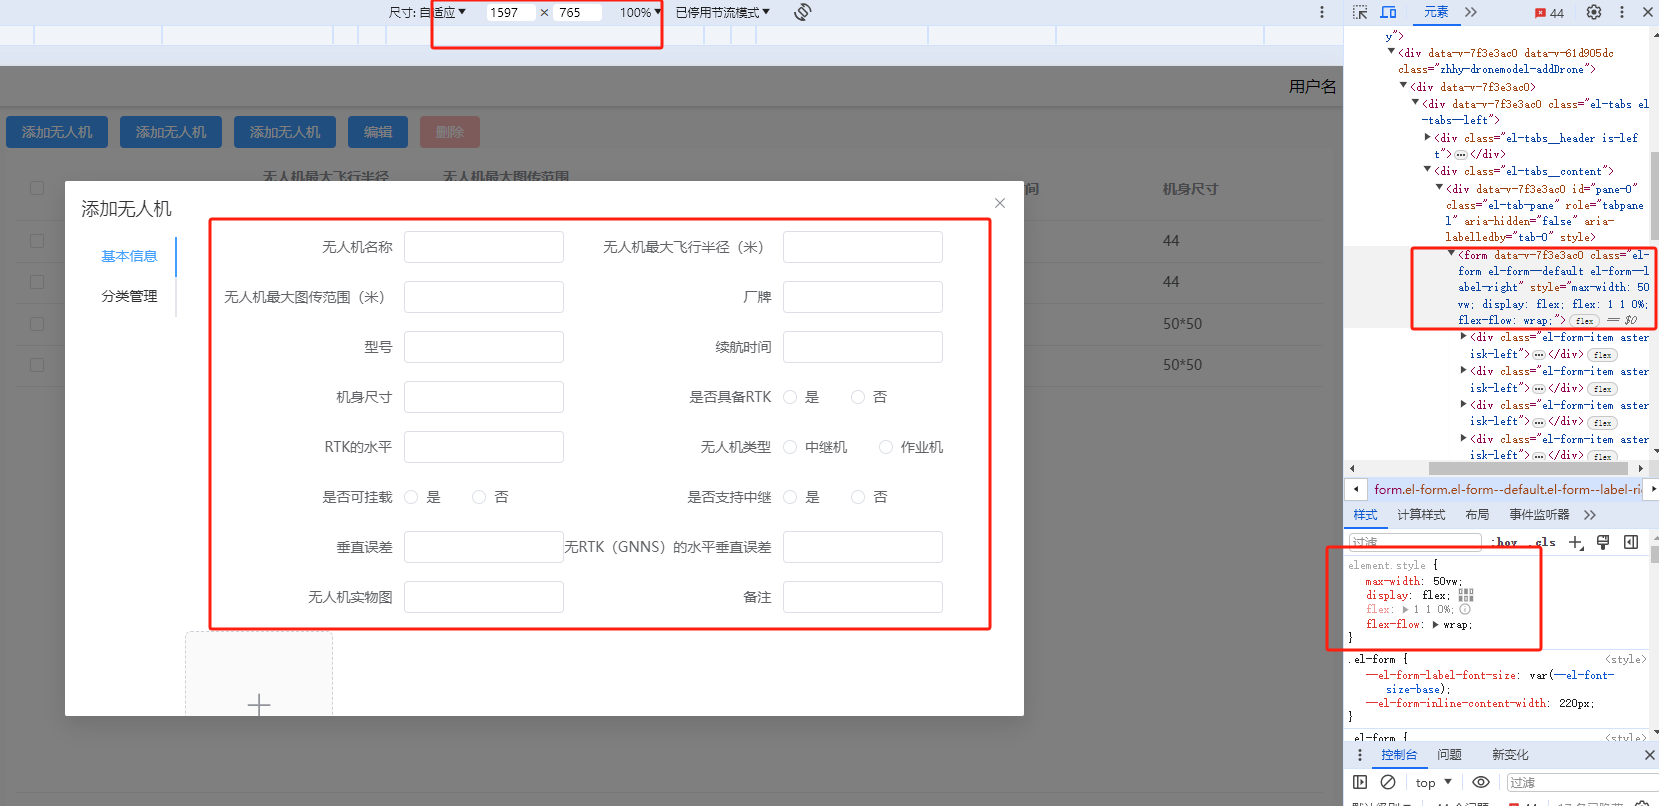 尺寸: 自适应▼ 1597 × 765 100%▼ 已停用节流模式▼
元素 44
用户名
添加无人机 添加无人机 添加无人机 编辑 删除
无人机最大飞行半径 无人机最大图传范围 间 机身尺寸
44
44
50*50
50*50
添加无人机
基本信息
分类管理
无人机名称 无人机最大飞行半径（米）
无人机最大图传范围（米） 厂牌
型号 续航时间
机身尺寸 是否具备RTK 是 否
RTK的水平 无人机类型 中继机 作业机
是否可挂载 是 否 是否支持中继 是 否
垂直误差 无RTK（GNNS）的水平垂直误差
无人机实物图 备注
y">
<div data-v-7f3e3ac0 data-v-61d905dc
class="zhhy-dronemodel-addDrone">
<div data-v-7f3e3ac0>
<div data-v-7f3e3ac0 class="el-tabs el
-tabs--left">
<div class="el-tabs__header is-lef
t">…</div>
<div class="el-tabs__content">
<div data-v-7f3e3ac0 id="pane-0"
class="el-tab-pane" role="tabpane
l" aria-hidden="false" aria-
labelledby="tab-0" style>
<form data-v-7f3e3ac0 class="el-
form el-form--default el-form--l
abel-right" style="max-width: 50
vw; display: flex; flex: 1 1 0%;
flex-flow: wrap;"> flex == $0
<div class="el-form-item aster
isk-left">…</div> flex
<div class="el-form-item aster
isk-left">…</div> flex
<div class="el-form-item aster
isk-left">…</div> flex
<div class="el-form-item aster
isk-left">…</div> flex
form.el-form.el-form--default.el-form--label-ri
样式 计算样式 布局 事件监听器
过滤 :hov .cls
element.style {
max-width: 50vw;
display: flex;
flex: 1 1 0%;
flex-flow: wrap;
}
.el-form { <style>
--el-form-label-font-size: var(--el-font-
size-base);
--el-form-inline-content-width: 220px;
}
.el-form { <style>
控制台 问题 新变化
top ▼ 过滤